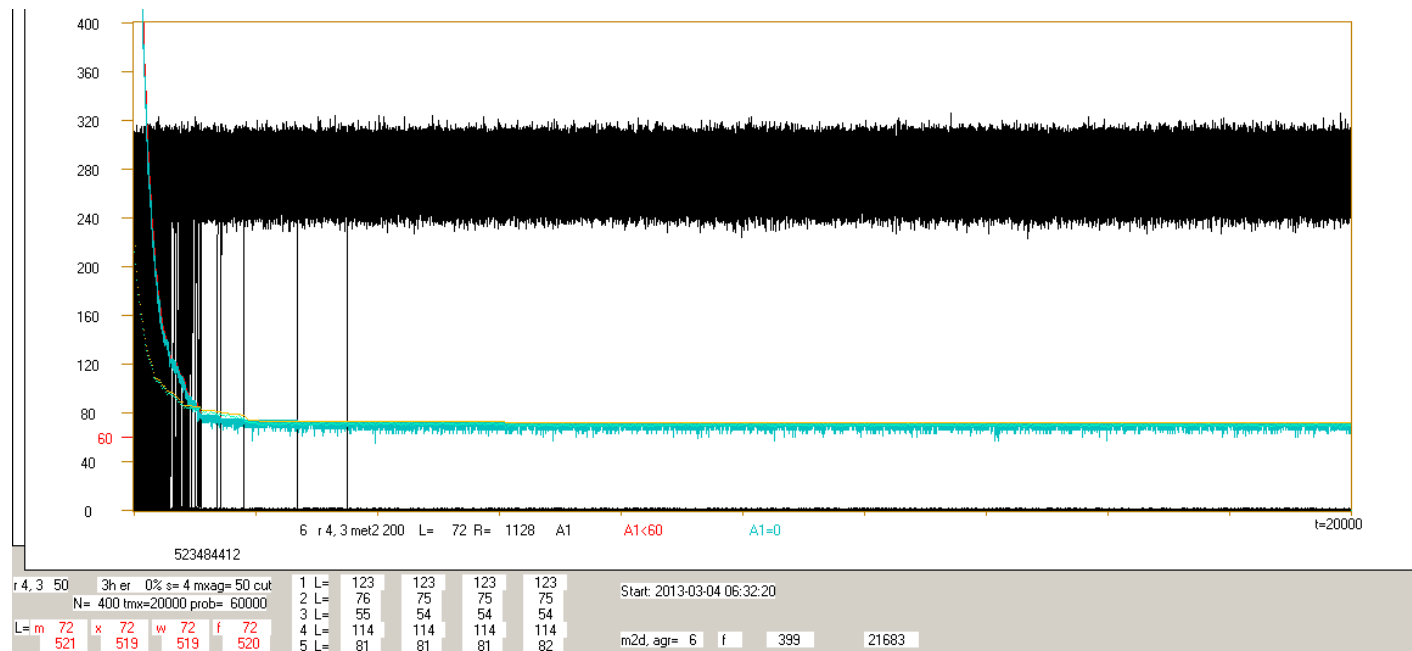 400
360
320
280
240
200
160
120
80
60
40
0
t=20000
6 r 4, 3 met2 200 L= 72 R= 1128 A1 A1<60 A1=0
523484412
r 4, 3 50 3h er 0% s= 4 mxag= 50 cut
N= 400 tmx=20000 prob= 60000
L= m 72 x 72 w 72 f 72
521 519 519 520
1 L= 123 123 123 123
2 L= 76 75 75 75
3 L= 55 54 54 54
4 L= 114 114 114 114
5 L= 81 81 81 82
Start: 2013-03-04 06:32:20
m2d, agr= 6 f 399 21683